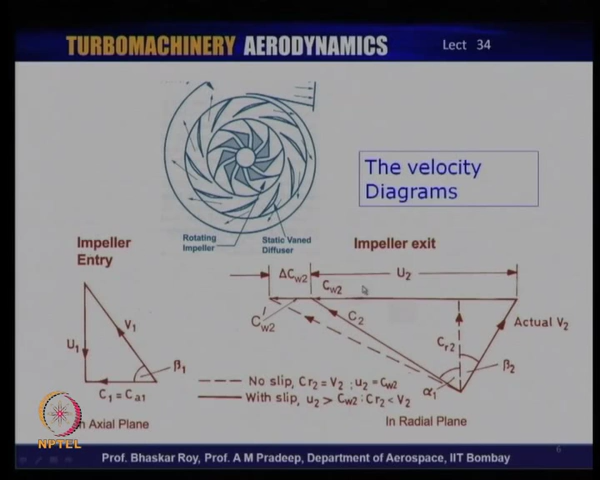 TURBOMACHINERY AERODYNAMICS
Lect 34
The velocity
Diagrams
Rotating
Impeller
Static Vaned
Diffuser
Impeller
Entry
Impeller exit
ΔCw2
U2
Cw2
C'w2
C2
Actual V2
Cr2
β2
α1
V1
U1
β1
C1 = Ca1
No slip, Cr2 = V2 ; u2 = Cw2
With slip, u2 > Cw2 ; Cr2 < V2
In Axial Plane
In Radial Plane
NPTEL
6
Prof. Bhaskar Roy, Prof. A M Pradeep, Department of Aerospace, IIT Bombay